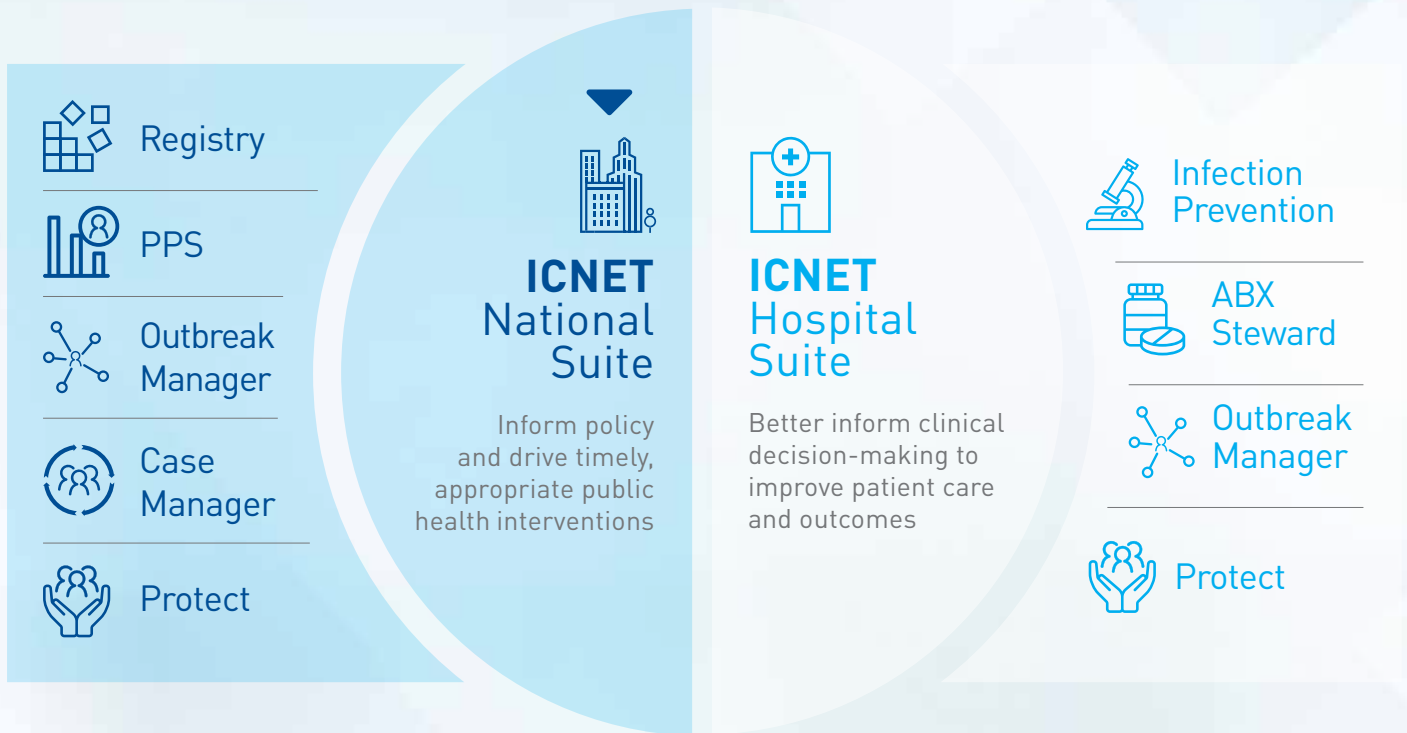 Registry
PPS
Outbreak
Manager
Case
Manager
Protect
ICNET
National
Suite
Inform policy
and drive timely,
appropriate public
health interventions
ICNET
Hospital
Suite
Better inform clinical
decision-making to
improve patient care
and outcomes
Infection
Prevention
ABX
Steward
Outbreak
Manager
Protect